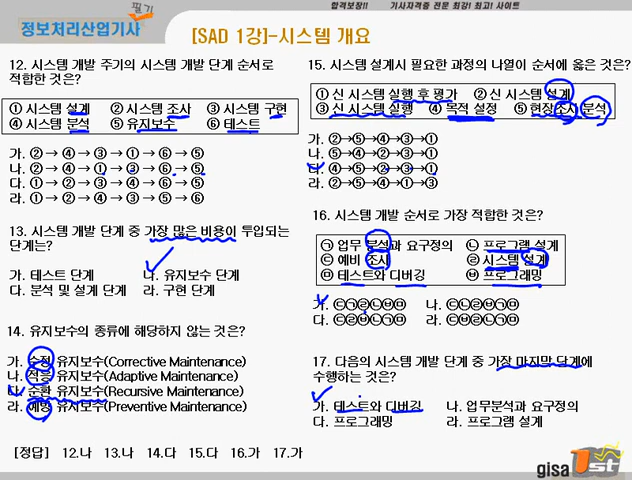 합격보장!! 기사자격증 전문 최강! 최고! 사이트
필기
정보처리산업기사
[SAD 1강]-시스템 개요
12. 시스템 개발 주기의 시스템 개발 단계 순서로
적합한 것은?
① 시스템 설계 ② 시스템 조사 ③ 시스템 구현
④ 시스템 분석 ⑤ 유지보수 ⑥ 테스트
가. ②→④→③→①→⑥→⑤
나. ②→④→①→③→⑥→⑤
다. ①→②→③→④→⑥→⑤
라. ①→②→④→③→⑤→⑥
13. 시스템 개발 단계 중 가장 많은 비용이 투입되는
단계는?
가. 테스트 단계 나. 유지보수 단계
다. 분석 및 설계 단계 라. 구현 단계
14. 유지보수의 종류에 해당하지 않는 것은?
가. 수정 유지보수(Corrective Maintenance)
나. 적응 유지보수(Adaptive Maintenance)
다. 순환 유지보수(Recursive Maintenance)
라. 예방 유지보수(Preventive Maintenance)
15. 시스템 설계시 필요한 과정의 나열이 순서에 옳은 것은?
① 신 시스템 실행 후 평가 ② 신 시스템 설계
③ 신 시스템 실행 ④ 목적 설정 ⑤ 현장조사 분석
가. ②→⑤→④→③→①
나. ⑤→④→②→③→①
다. ④→⑤→②→③→①
라. ②→⑤→④→①→③
16. 시스템 개발 순서로 가장 적합한 것은?
㉠ 업무 분석과 요구정의 ㉡ 프로그램 설계
㉢ 예비 조사 ㉣ 시스템 설계
㉤ 테스트와 디버깅 ㉥ 프로그래밍
가. ㉢㉠㉣㉡㉥㉤ 나. ㉢㉡㉣㉠㉥㉤
다. ㉢㉣㉥㉡㉠㉤ 라. ㉢㉣㉡㉠㉥㉤
17. 다음의 시스템 개발 단계 중 가장 마지막 단계에
수행하는 것은?
가. 테스트와 디버깅 나. 업무분석과 요구정의
다. 프로그래밍 라. 프로그램 설계
[정답] 12.나 13.나 14.다 15.다 16.가 17.가
gisa1st